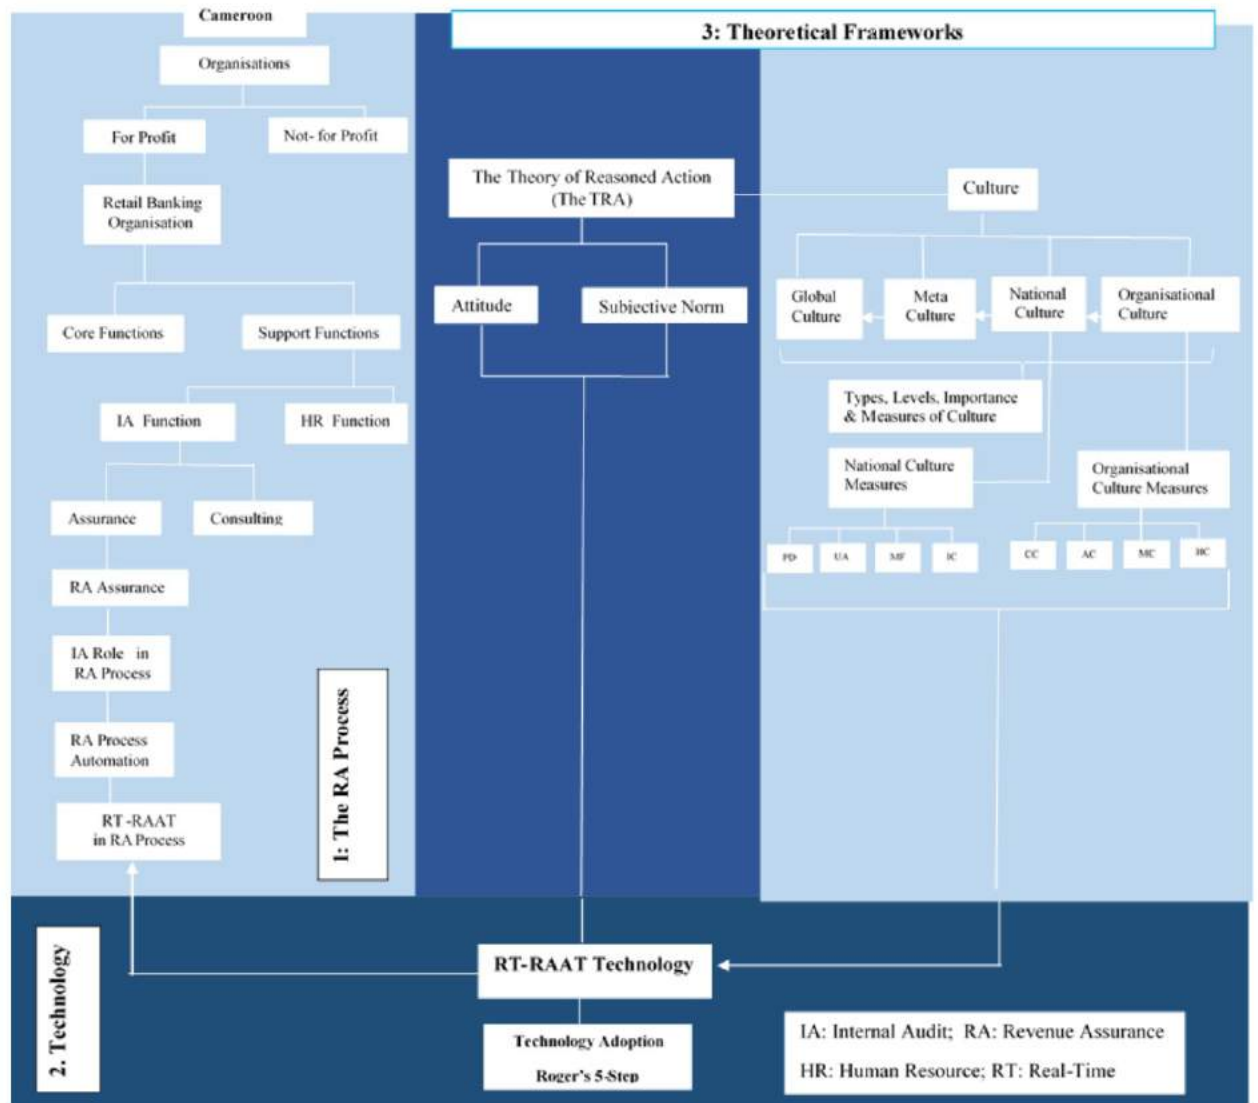 Cameroon
3: Theoretical Frameworks
Organisations
For Profit
Not- for Profit
Retail Banking
Organisation
Core Functions
Support Functions
IA Function
HR Function
Assurance
Consulting
RA Assurance
IA Role in
RA Process
RA Process
Automation
RT -RAAT
in RA Process
1: The RA Process
The Theory of Reasoned Action
(The TRA)
Attitude
Subjective Norm
Culture
Global
Culture
Meta
Culture
National
Culture
Organisational
Culture
Types, Levels, Importance
& Measures of Culture
National Culture
Measures
Organisational
Culture Measures
PD
UA
MF
IC
CC
AC
MC
HC
2. Technology
RT-RAAT Technology
Technology Adoption
Roger's 5-Step
IA: Internal Audit; RA: Revenue Assurance
HR: Human Resource; RT: Real-Time